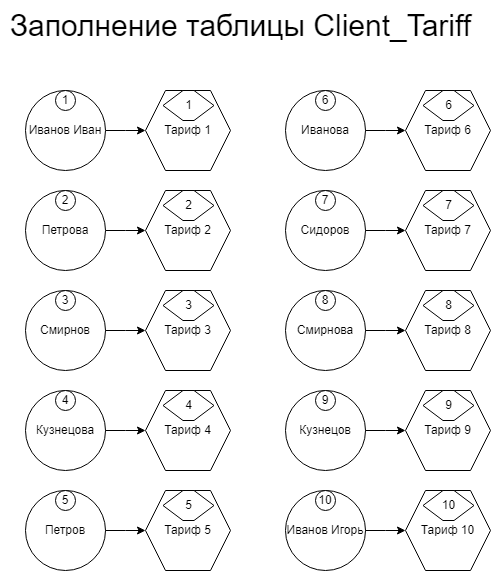 Заполнение таблицы Client_Tariff
1 1 6 6
Иванов Иван Тариф 1 Иванова Тариф 6
2 2 7 7
Петрова Тариф 2 Сидоров Тариф 7
3 3 8 8
Смирнов Тариф 3 Смирнова Тариф 8
4 4 9 9
Кузнецова Тариф 4 Кузнецов Тариф 9
5 5 10 10
Петров Тариф 5 Иванов Игорь Тариф 10